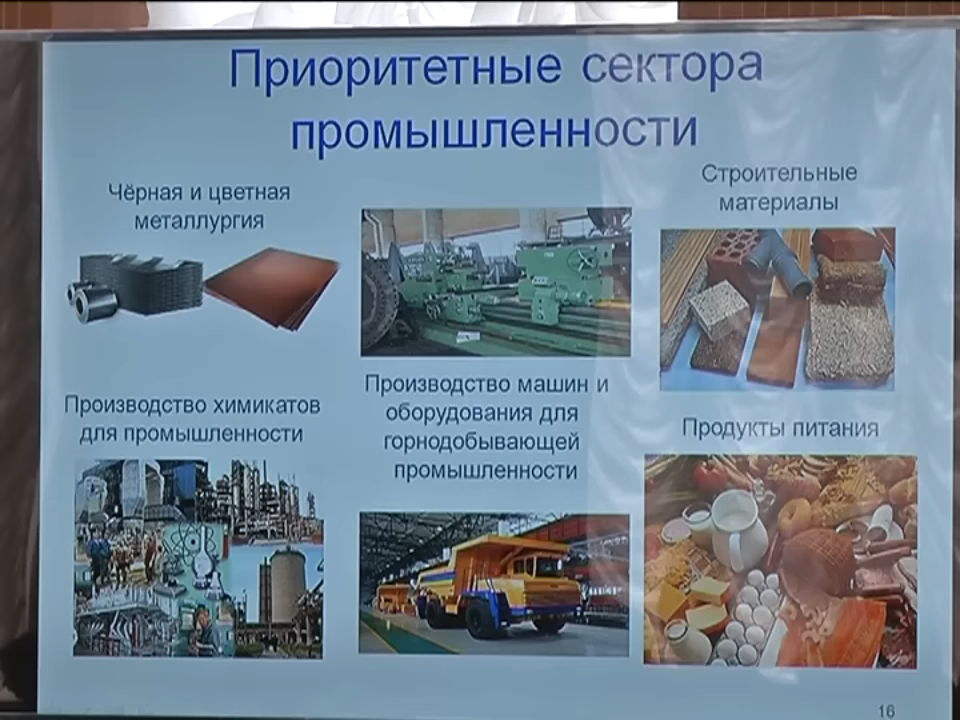 Приоритетные сектора
промышленности
Чёрная и цветная
металлургия
Строительные
материалы
Производство химикатов
для промышленности
Производство машин и
оборудования для
горнодобывающей
промышленности
Продукты питания
16